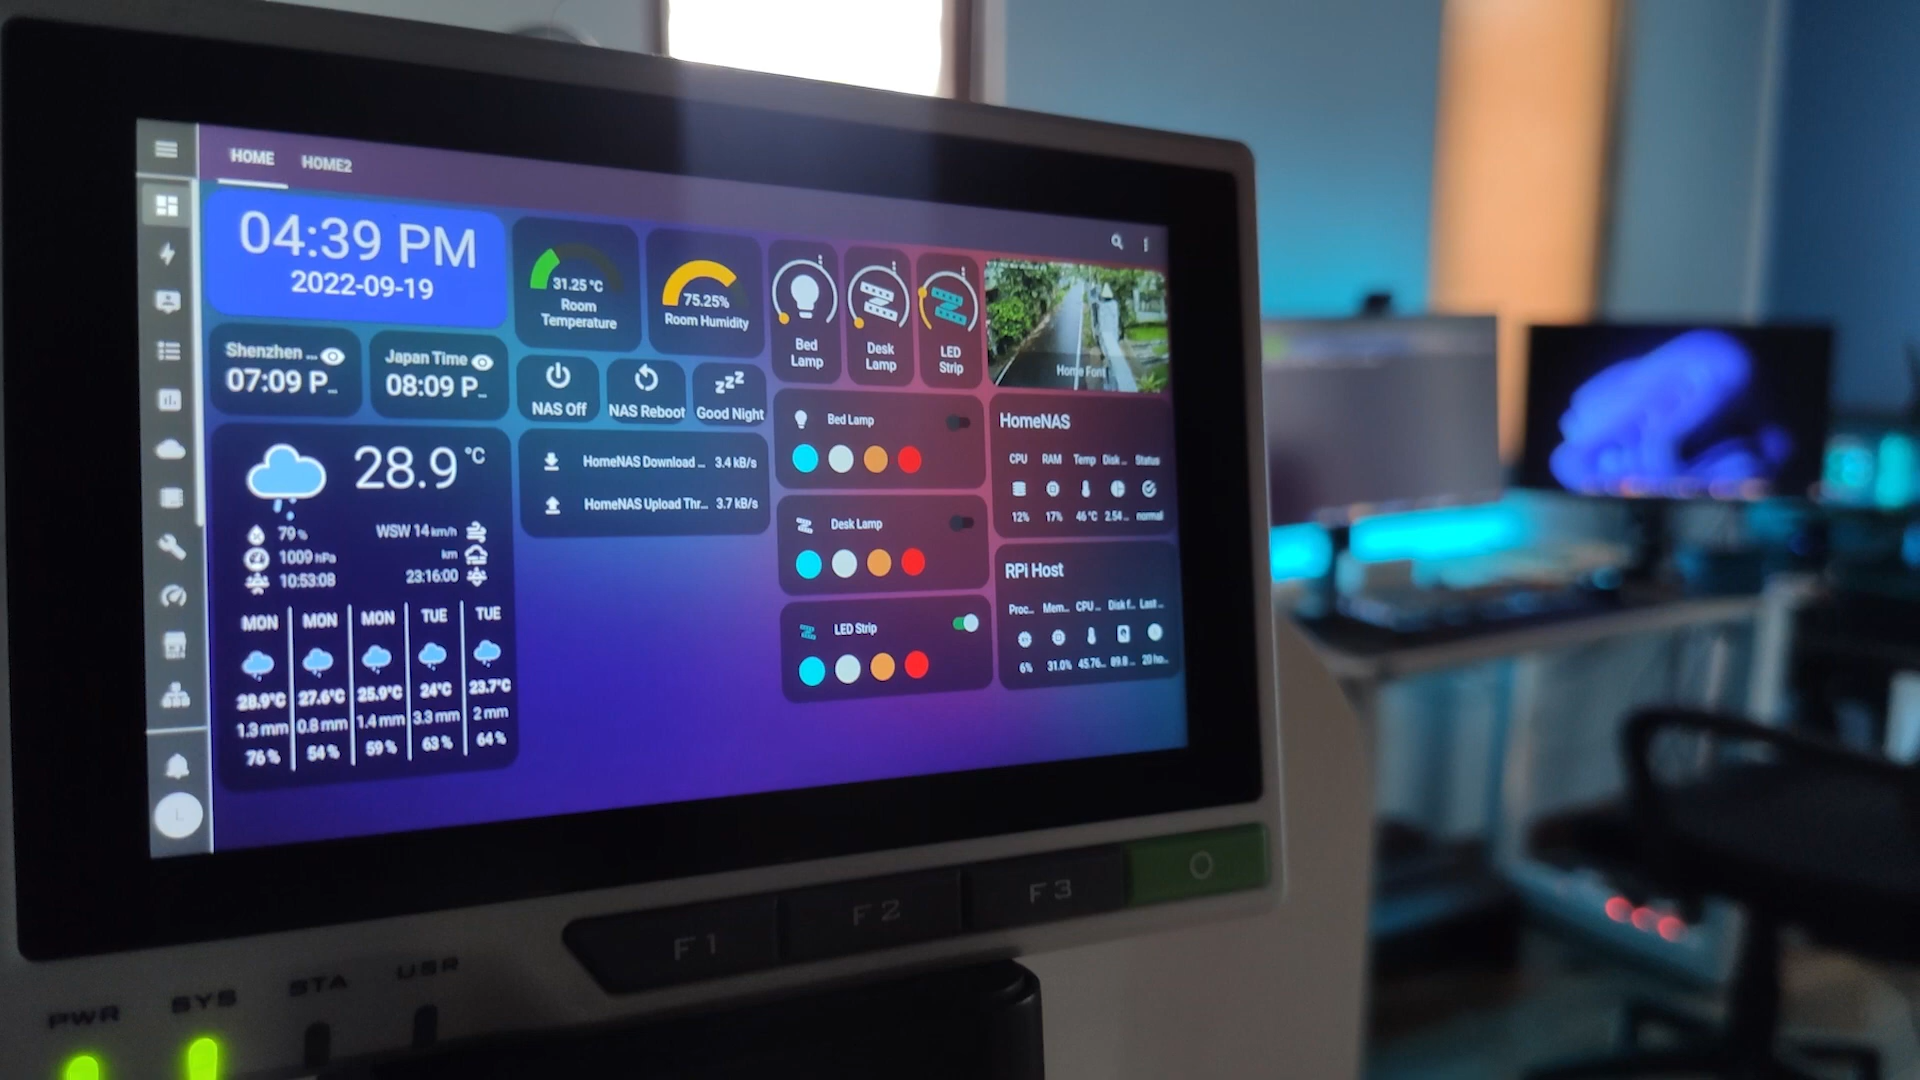 HOME HOME2
04:39 PM
2022-09-19
Shenzhen ...
07:09 P...
Japan Time
08:09 P...
31.25 °C
Room
Temperature
75.25%
Room Humidity
Bed
Lamp
Desk
Lamp
LED
Strip
NAS Off
NAS Reboot
Good Night
HomeNAS Download ... 3.4 kB/s
HomeNAS Upload Thr... 3.7 kB/s
28.9 °C
79 %
WSW 14 km/h
1009 hPa
km
10:53:08
23:16:00
MON MON MON TUE TUE
28.9°C 27.6°C 25.9°C 24°C 23.7°C
1.3 mm 0.8 mm 1.4 mm 3.3 mm 2 mm
76 % 54 % 59 % 63 % 64 %
Bed Lamp
Desk Lamp
LED Strip
HomeNAS
CPU RAM Temp Disk ... Status
12% 17% 46 °C 2.54 ... normal
RPi Host
Proc... Mem... CPU ... Disk f... Last ...
6% 31.0% 45.76... 89.8 ... 20 ho...
Home Font
F1 F2 F3
PWR SYS STA USR